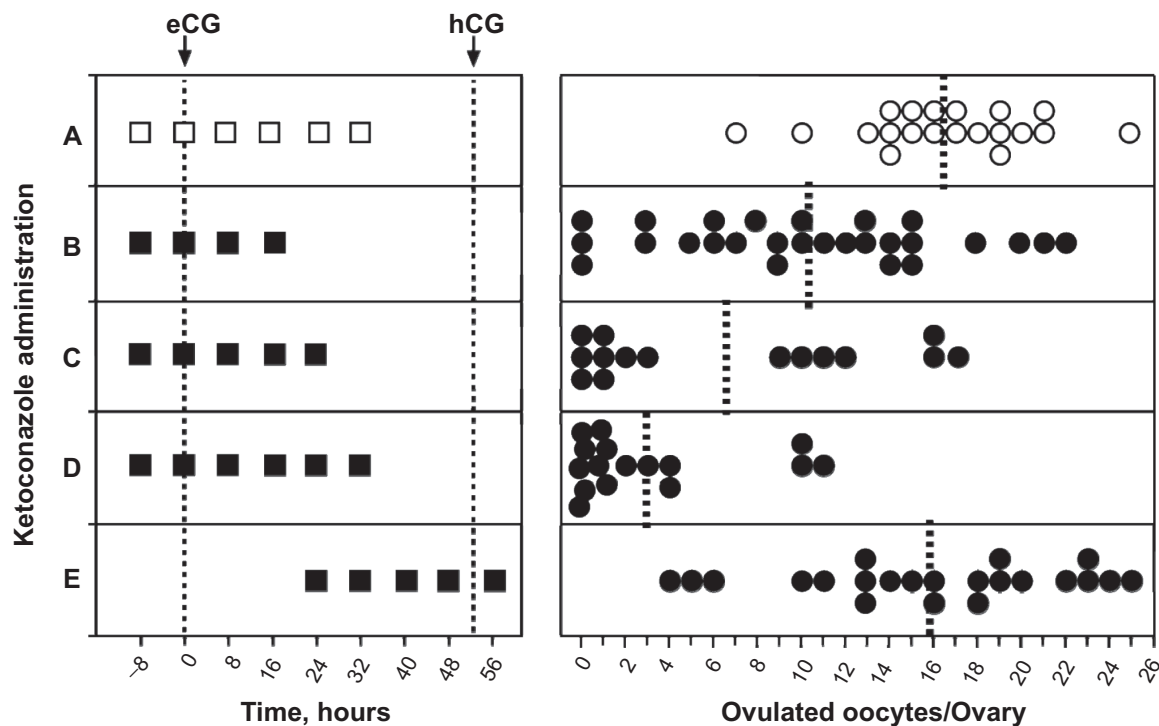 eCG hCG
Ketoconazole administration
A
B
C
D
E
–8 0 8 16 24 32 40 48 56
0 2 4 6 8 10 12 14 16 18 20 22 24 26
Time, hours
Ovulated oocytes/Ovary